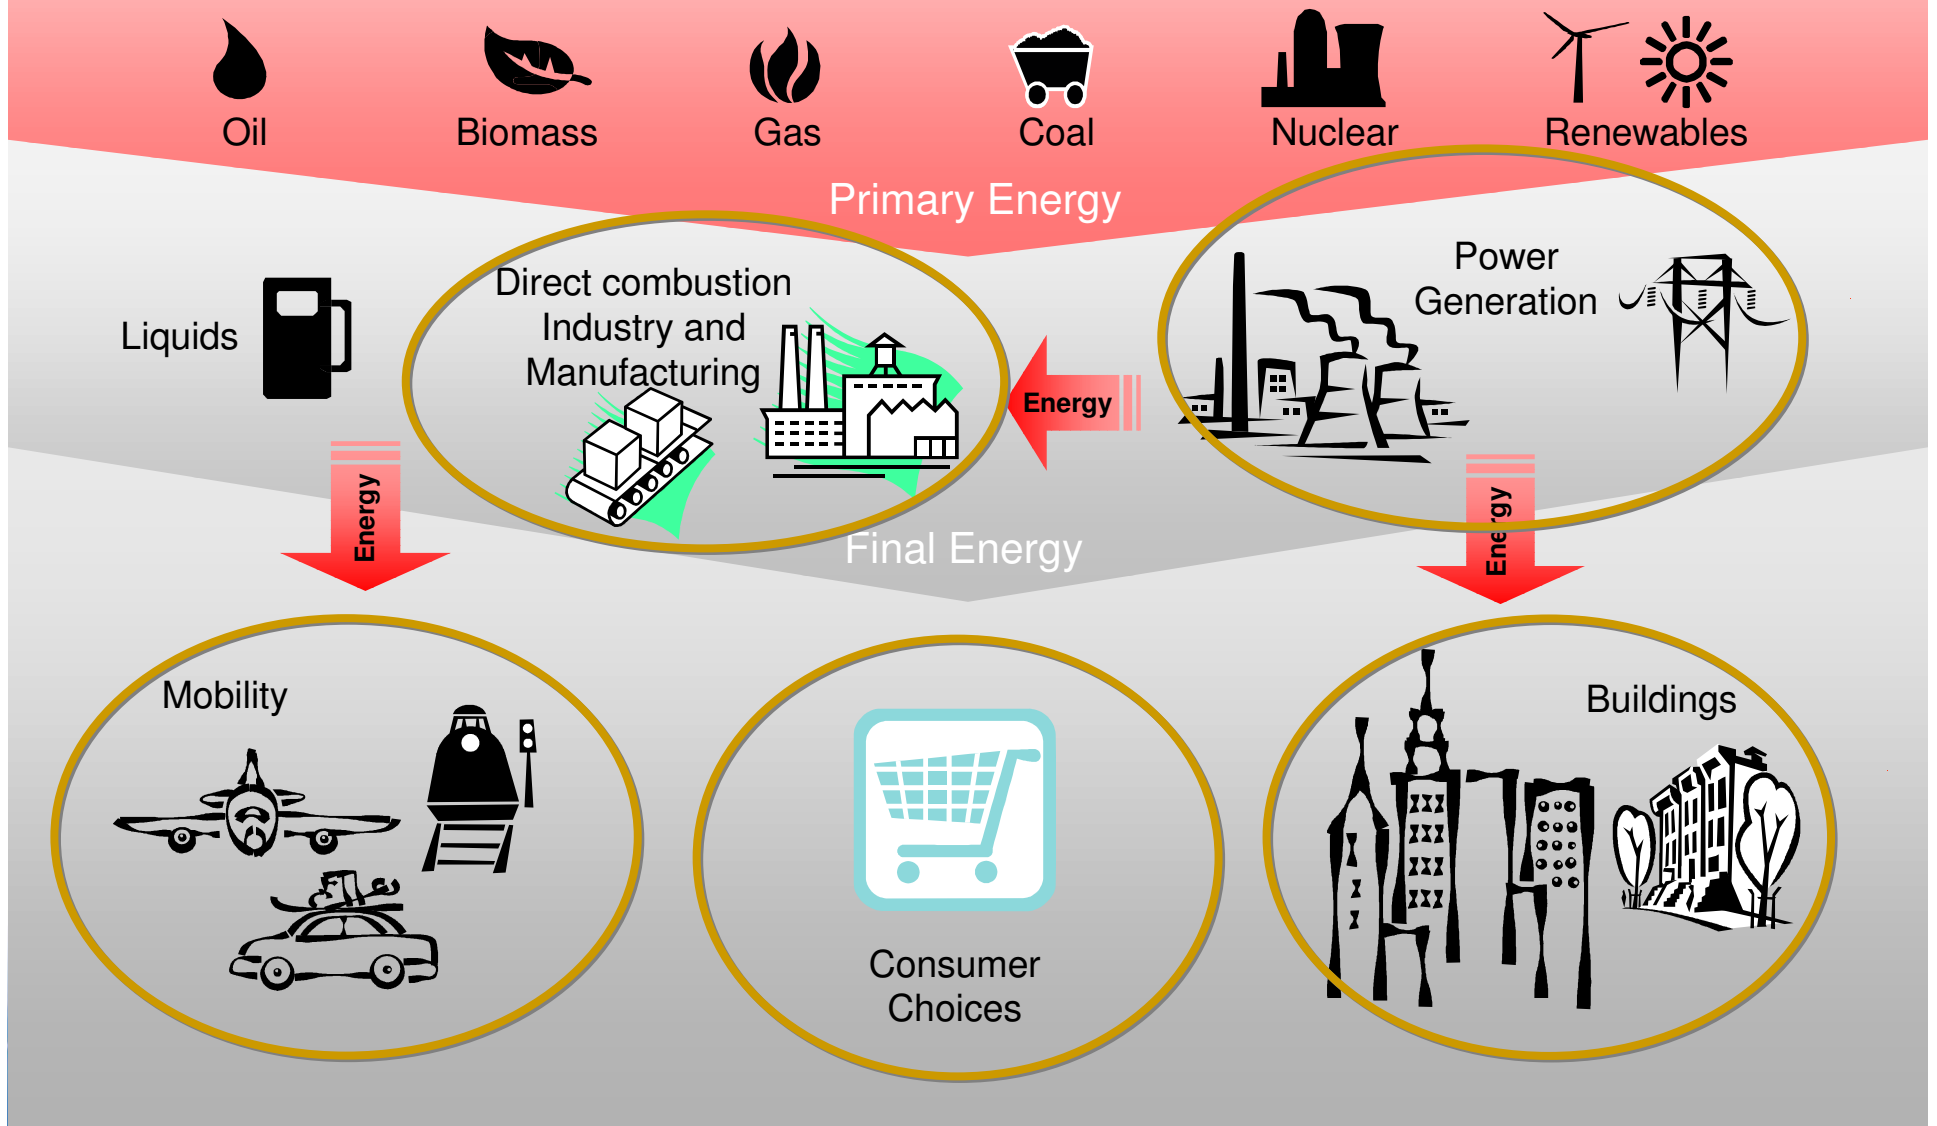 Oil
Biomass
Gas
Coal
Nuclear
Renewables
Primary Energy
Liquids
Direct combustion
Industry and
Manufacturing
Energy
Power
Generation
Energy
Final Energy
Energy
Mobility
Consumer
Choices
Buildings